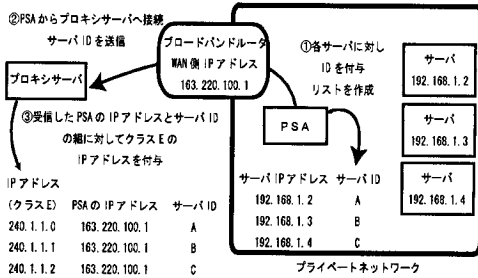 ②PSAからプロキシサーバへ接続
サーバIDを送信
ブロードバンドルータ
WAN側IPアドレス
163.220.100.1
①各サーバに対し
IDを付与
リストを作成
サーバ
192.168.1.2
サーバ
192.168.1.3
サーバ
192.168.1.4
プロキシサーバ
PSA
③受信したPSAのIPアドレスとサーバID
の組に対してクラスEの
IPアドレスを付与
IPアドレス
(クラスE) PSAのIPアドレス サーバID
240.1.1.0 163.220.100.1 A
240.1.1.1 163.220.100.1 B
240.1.1.2 163.220.100.1 C
サーバIPアドレス サーバID
192.168.1.2 A
192.168.1.3 B
192.168.1.4 C
プライベートネットワーク